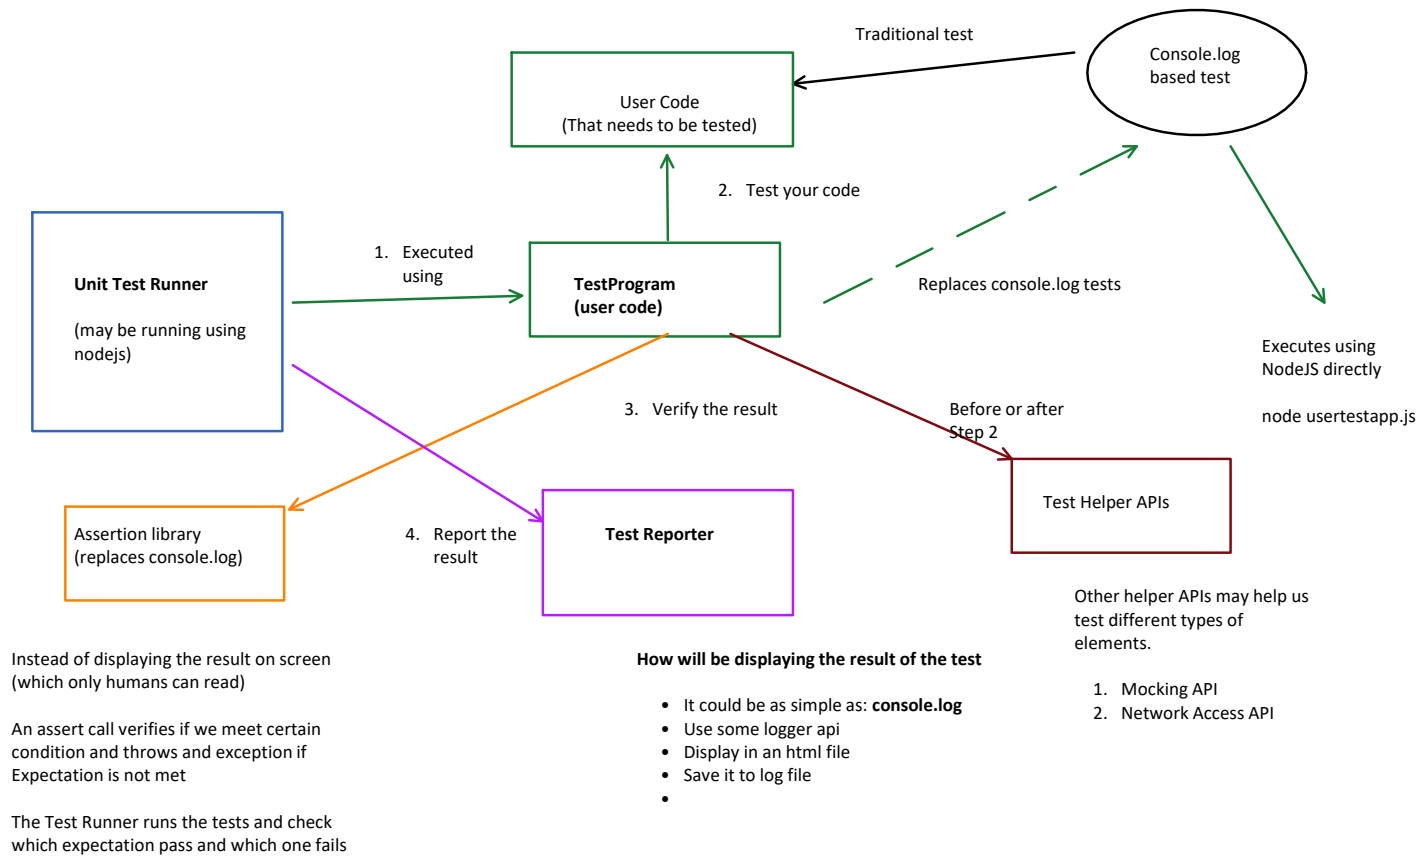 Traditional test
Console.log
based test
User Code
(That needs to be tested)
2. Test your code
1. Executed
using
Unit Test Runner
(may be running using
nodejs)
TestProgram
(user code)
Replaces console.log tests
Executes using
NodeJS directly
node usertestapp.js
3. Verify the result
Before or after
Step 2
Test Helper APIs
Assertion library
(replaces console.log)
4. Report the
result
Test Reporter
Other helper APIs may help us
test different types of
elements.
1. Mocking API
2. Network Access API
Instead of displaying the result on screen
(which only humans can read)
An assert call verifies if we meet certain
condition and throws and exception if
Expectation is not met
The Test Runner runs the tests and check
which expectation pass and which one fails
How will be displaying the result of the test
• It could be as simple as: console.log
• Use some logger api
• Display in an html file
• Save it to log file
•